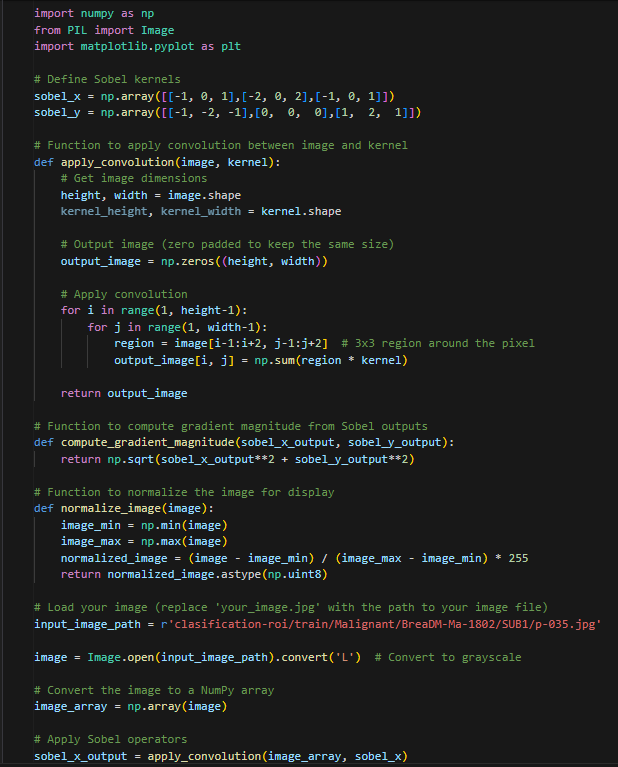 import numpy as np
from PIL import Image
import matplotlib.pyplot as plt

# Define Sobel kernels
sobel_x = np.array([[-1, 0, 1],[-2, 0, 2],[-1, 0, 1]])
sobel_y = np.array([[-1, -2, -1],[0,  0,  0],[1,  2,  1]])

# Function to apply convolution between image and kernel
def apply_convolution(image, kernel):
    # Get image dimensions
    height, width = image.shape
    kernel_height, kernel_width = kernel.shape

    # Output image (zero padded to keep the same size)
    output_image = np.zeros((height, width))

    # Apply convolution
    for i in range(1, height-1):
        for j in range(1, width-1):
            region = image[i-1:i+2, j-1:j+2]  # 3x3 region around the pixel
            output_image[i, j] = np.sum(region * kernel)

    return output_image

# Function to compute gradient magnitude from Sobel outputs
def compute_gradient_magnitude(sobel_x_output, sobel_y_output):
    return np.sqrt(sobel_x_output**2 + sobel_y_output**2)

# Function to normalize the image for display
def normalize_image(image):
    image_min = np.min(image)
    image_max = np.max(image)
    normalized_image = (image - image_min) / (image_max - image_min) * 255
    return normalized_image.astype(np.uint8)

# Load your image (replace 'your_image.jpg' with the path to your image file)
input_image_path = r'clasification-roi/train/Malignant/BreaDM-Ma-1802/SUB1/p-035.jpg'

image = Image.open(input_image_path).convert('L')  # Convert to grayscale

# Convert the image to a NumPy array
image_array = np.array(image)

# Apply Sobel operators
sobel_x_output = apply_convolution(image_array, sobel_x)